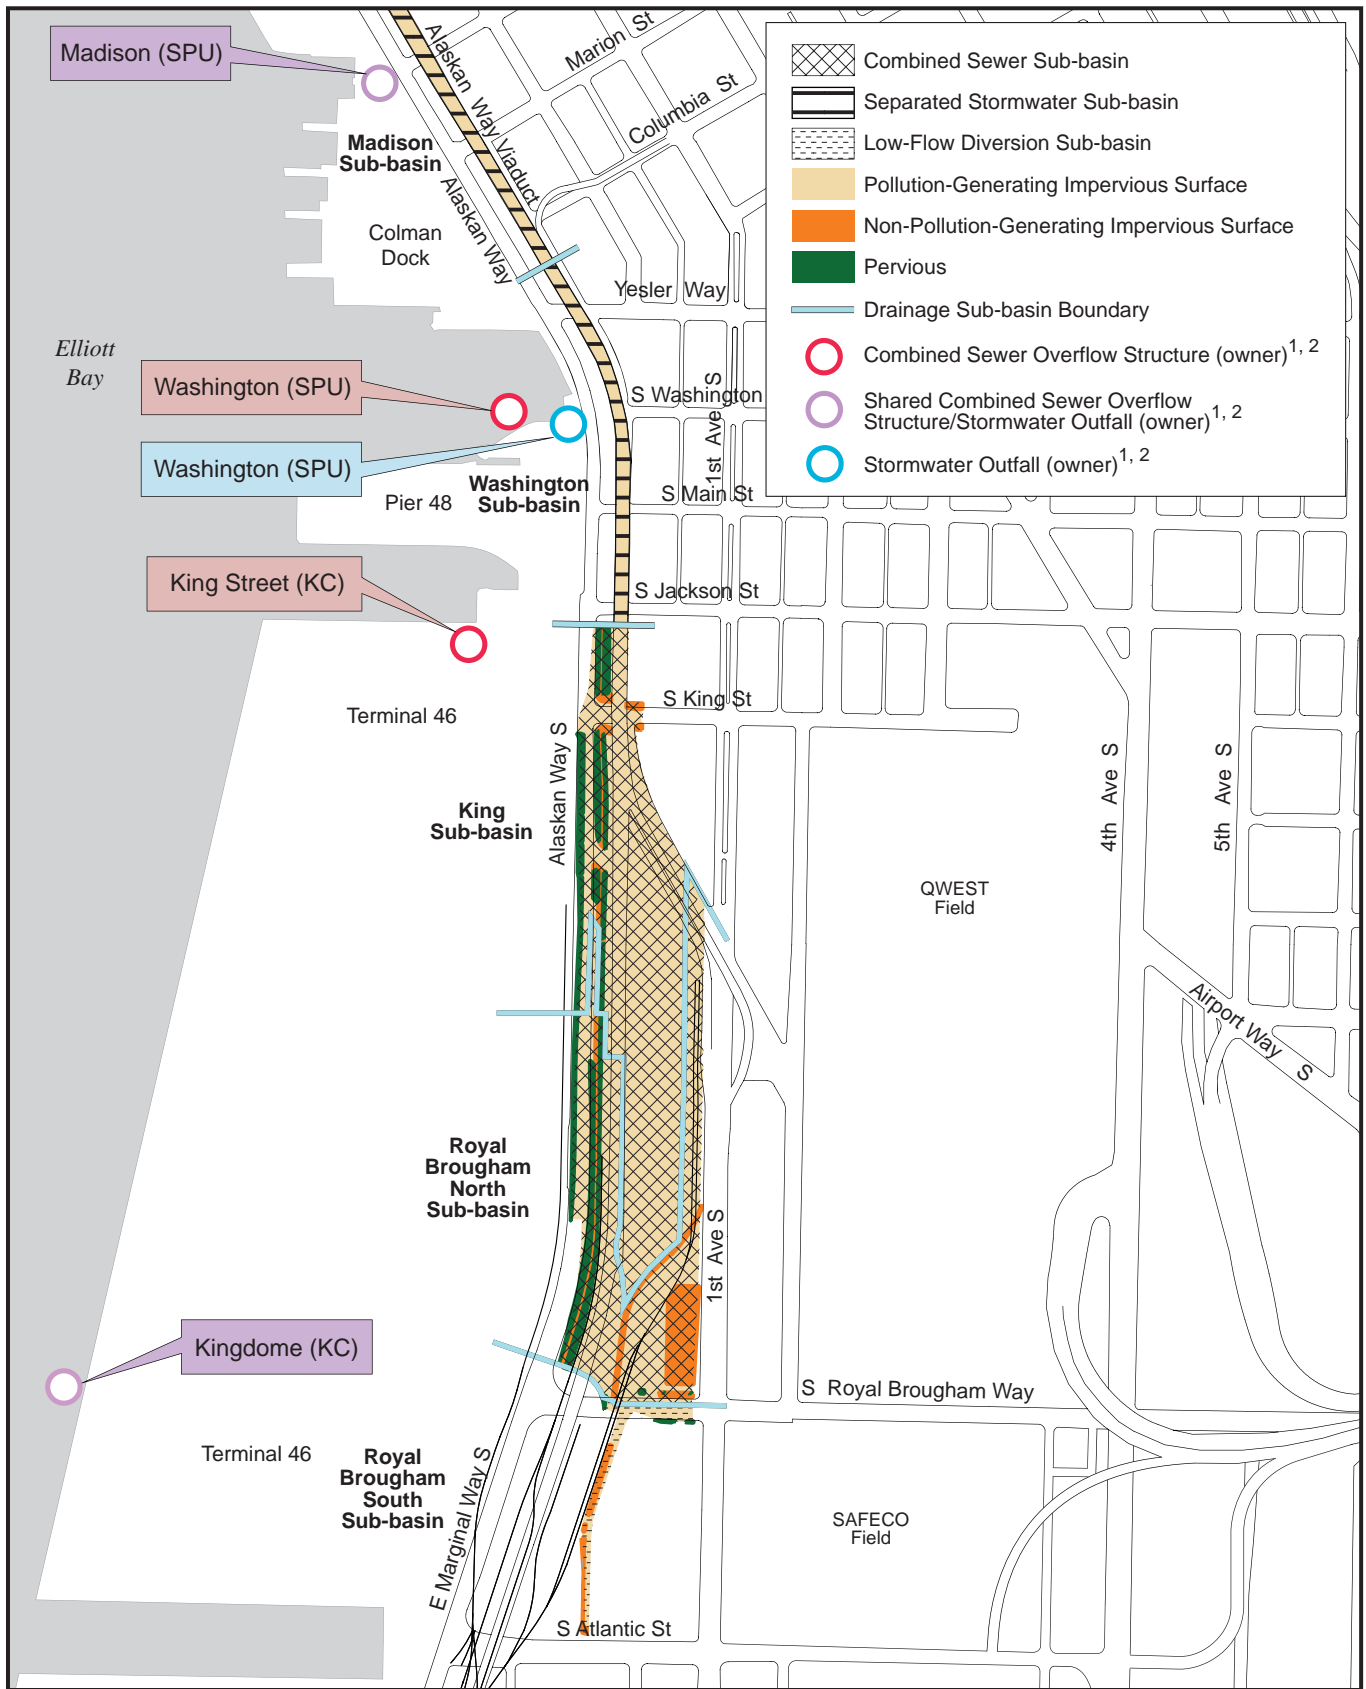 Madison (SPU)
Alaskan Way Viaduct
Marion St
Columbia St
Combined Sewer Sub-basin
Separated Stormwater Sub-basin
Low-Flow Diversion Sub-basin
Pollution-Generating Impervious Surface
Non-Pollution-Generating Impervious Surface
Pervious
Drainage Sub-basin Boundary
Combined Sewer Overflow Structure (owner)1, 2
Shared Combined Sewer Overflow
Structure/Stormwater Outfall (owner)1, 2
Stormwater Outfall (owner)1, 2
Madison
Sub-basin
Alaskan Way
Colman
Dock
Yesler Way
Elliott
Bay
Washington (SPU)
S Washington
1st Ave S
Washington (SPU)
Washington
Sub-basin
Pier 48
S Main St
King Street (KC)
S Jackson St
S King St
Terminal 46
Alaskan Way S
4th Ave S
5th Ave S
King
Sub-basin
QWEST
Field
Airport Way S
Royal
Brougham
North
Sub-basin
1st Ave S
Kingdome (KC)
S Royal Brougham Way
Terminal 46
Royal
Brougham
South
Sub-basin
E Marginal Way S
SAFECO
Field
S Atlantic St